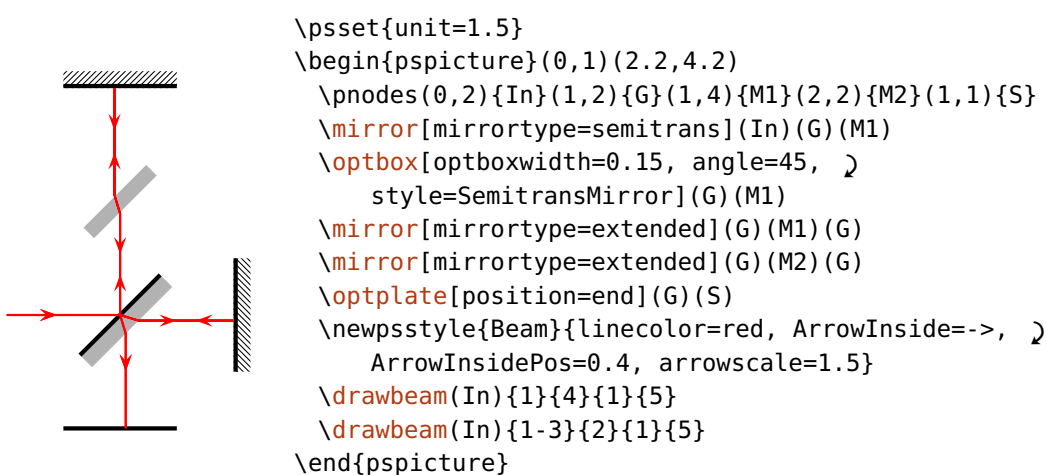 \psset{unit=1.5}
\begin{pspicture}(0,1)(2.2,4.2)
\pnodes(0,2){In}(1,2){G}(1,4){M1}(2,2){M2}(1,1){S}
\mirror[mirrortype=semitrans](In)(G)(M1)
\optbox[optboxwidth=0.15, angle=45,
style=SemitransMirror](G)(M1)
\mirror[mirrortype=extended](G)(M1)(G)
\mirror[mirrortype=extended](G)(M2)(G)
\optplate[position=end](G)(S)
\newpsstyle{Beam}{linecolor=red, ArrowInside=->,
ArrowInsidePos=0.4, arrowscale=1.5}
\drawbeam(In){1}{4}{1}{5}
\drawbeam(In){1-3}{2}{1}{5}
\end{pspicture}